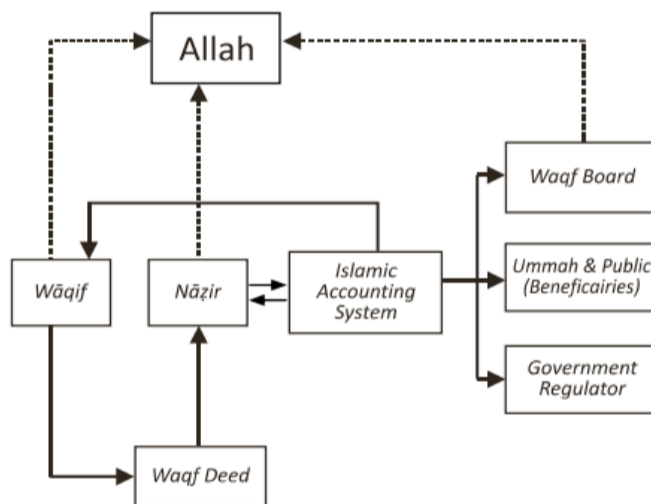 Allah
Waqf Board
Wāqif
Nāẓir
Islamic
Accounting
System
Ummah & Public
(Beneficairies)
Government
Regulator
Waqf Deed